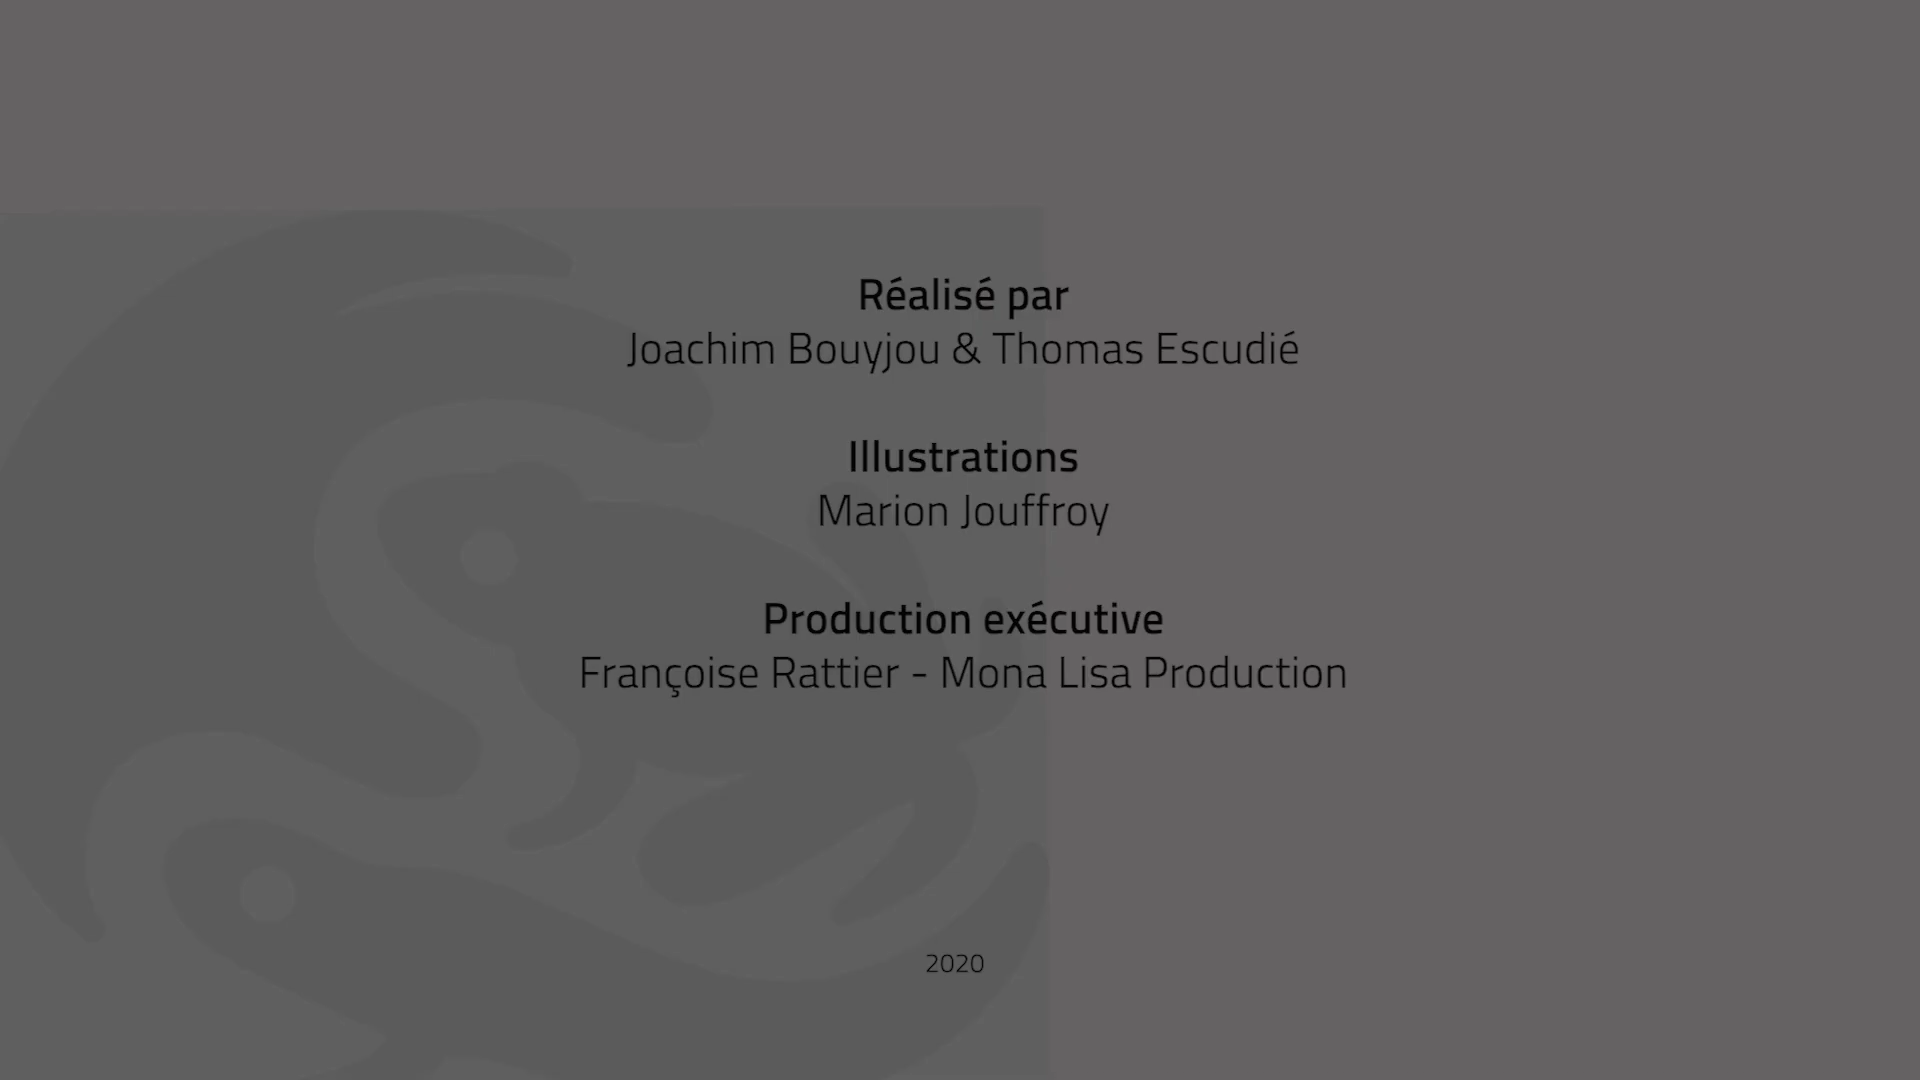 Réalisé par
Joachim Bouyjou & Thomas Escudié
Illustrations
Marion Jouffroy
Production exécutive
Françoise Rattier - Mona Lisa Production
2020